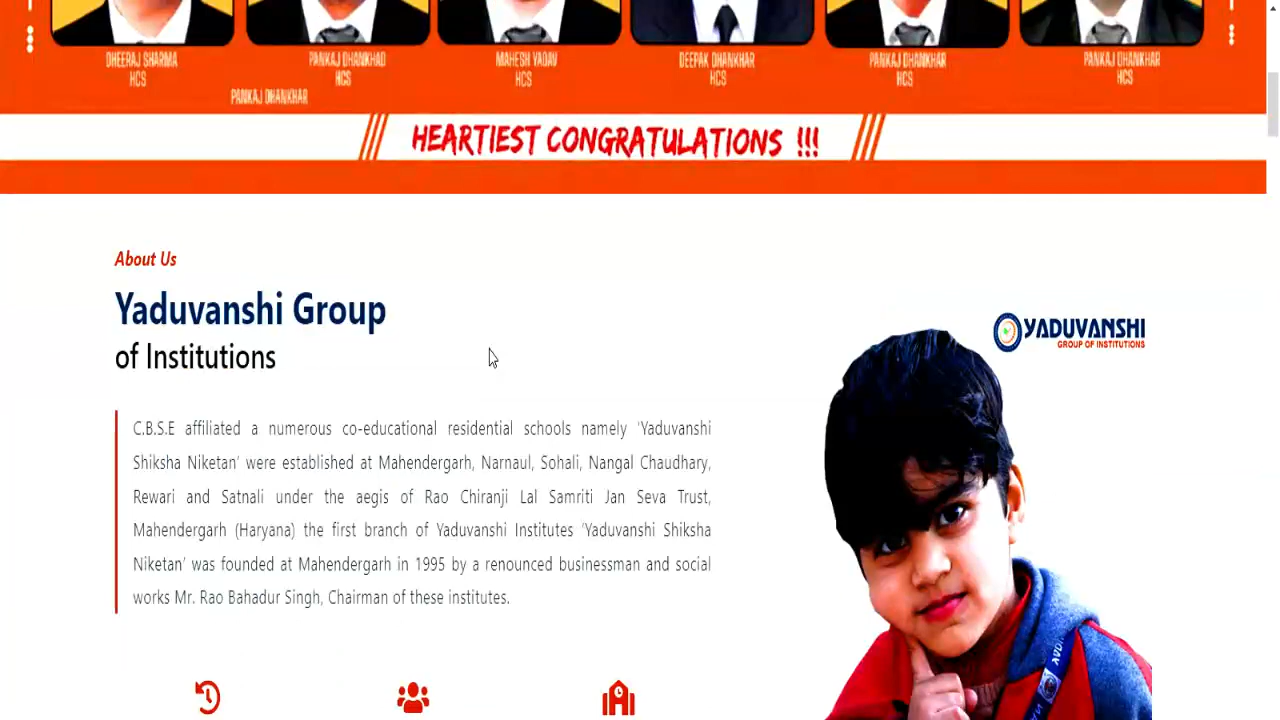 DHEERAJ SHARMA PANKAJ DHANKHAD MAHESH YADAV DEEPAK DHANKHAR PANKAJ DHANKHAR PANKAJ DHANKHAR
HCS HCS HCS HCS HCS HCS
PANKAJ DHANKHAR
HEARTIEST CONGRATULATIONS !!!
About Us
Yaduvanshi Group
of Institutions
YADUVANSHI
GROUP OF INSTITUTIONS
C.B.S.E affiliated a numerous co-educational residential schools namely ‘Yaduvanshi
Shiksha Niketan’ were established at Mahendergarh, Narnaul, Sohali, Nangal Chaudhary,
Rewari and Satnali under the aegis of Rao Chiranji Lal Samriti Jan Seva Trust,
Mahendergarh (Haryana) the first branch of Yaduvanshi Institutes ‘Yaduvanshi Shiksha
Niketan’ was founded at Mahendergarh in 1995 by a renounced businessman and social
works Mr. Rao Bahadur Singh, Chairman of these institutes.